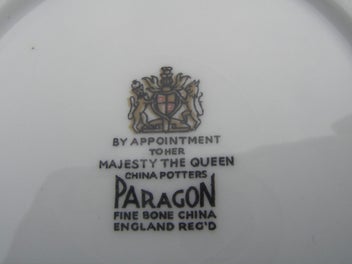 BY APPOINTMENT
TO HER
MAJESTY THE QUEEN
CHINA POTTERS
PARAGON
FINE BONE CHINA
ENGLAND REG'D